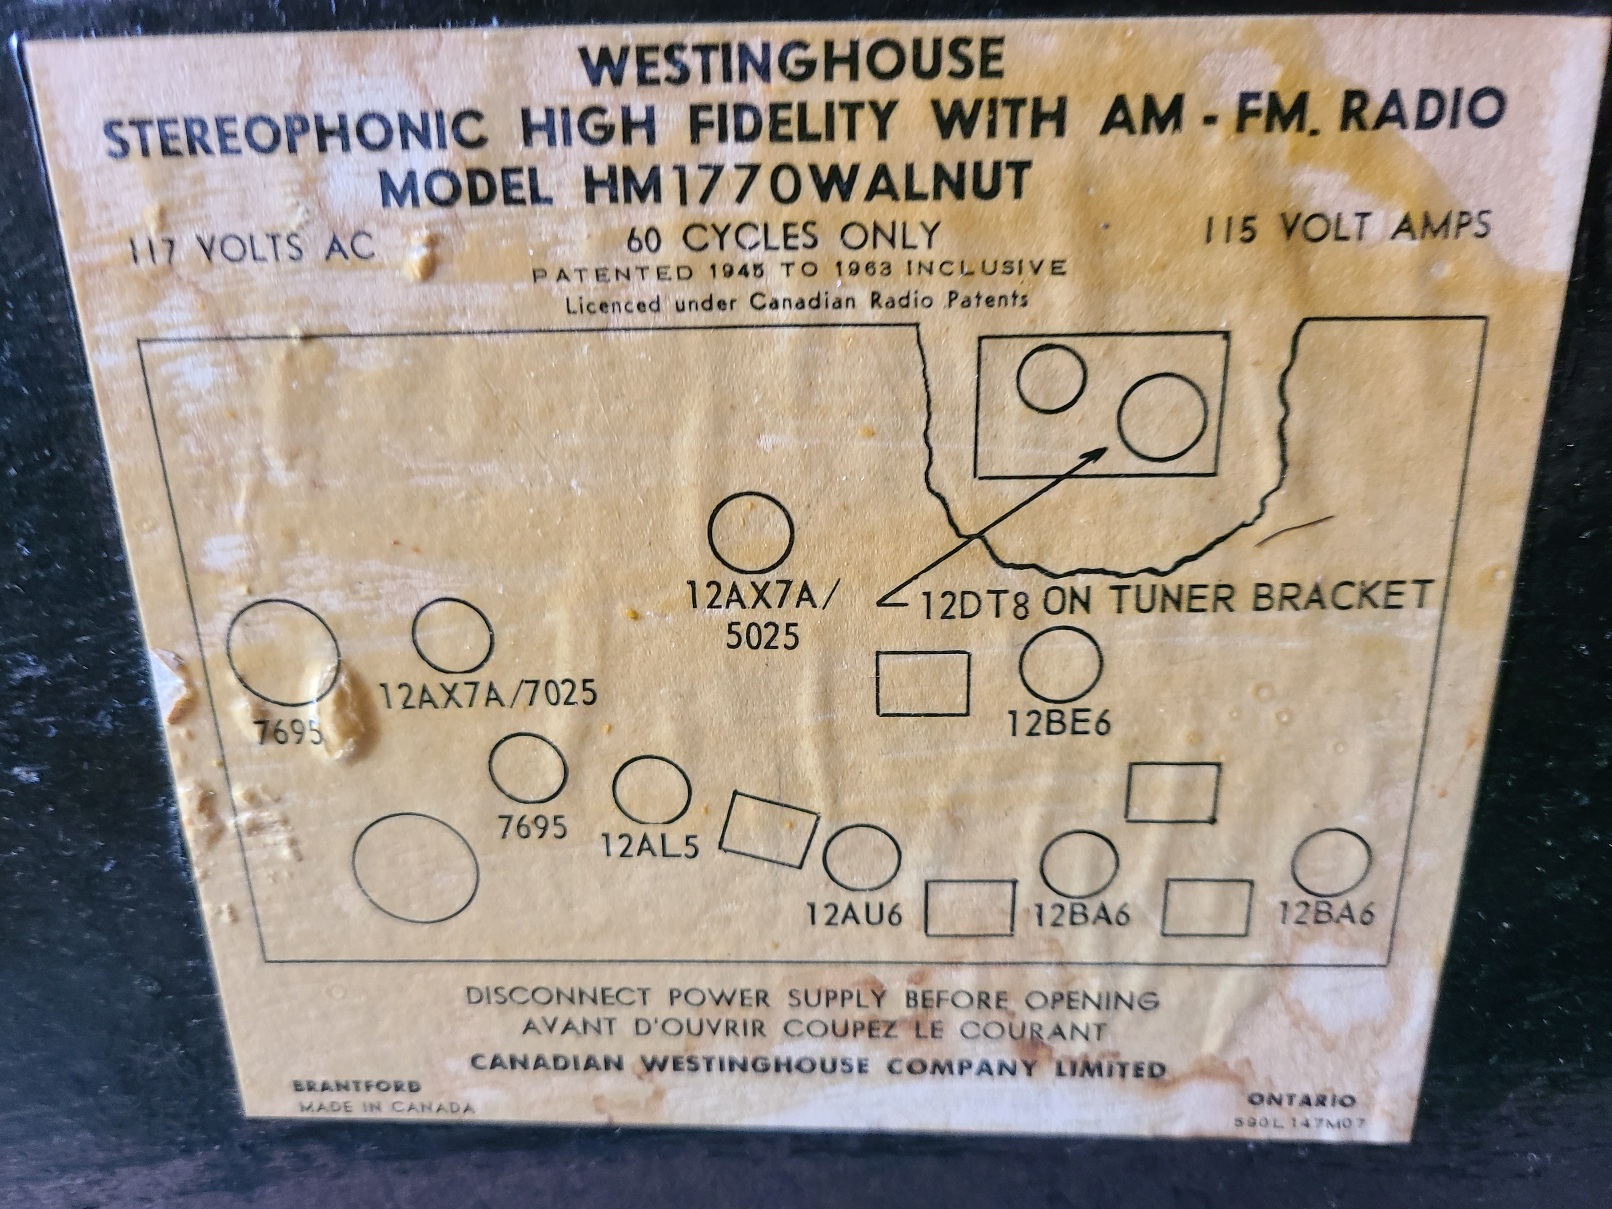 WESTINGHOUSE
STEREOPHONIC HIGH FIDELITY WITH AM - FM. RADIO
MODEL HM1770WALNUT
117 VOLTS AC 60 CYCLES ONLY 115 VOLT AMPS
PATENTED 1945 TO 1963 INCLUSIVE
Licenced under Canadian Radio Patents
12AX7A/
5025
12DT8 ON TUNER BRACKET
12AX7A/7025
7695
12BE6
7695
12AL5
12AU6
12BA6
12BA6
DISCONNECT POWER SUPPLY BEFORE OPENING
AVANT D'OUVRIR COUPEZ LE COURANT
CANADIAN WESTINGHOUSE COMPANY LIMITED
BRANTFORD ONTARIO
MADE IN CANADA 590L147M07